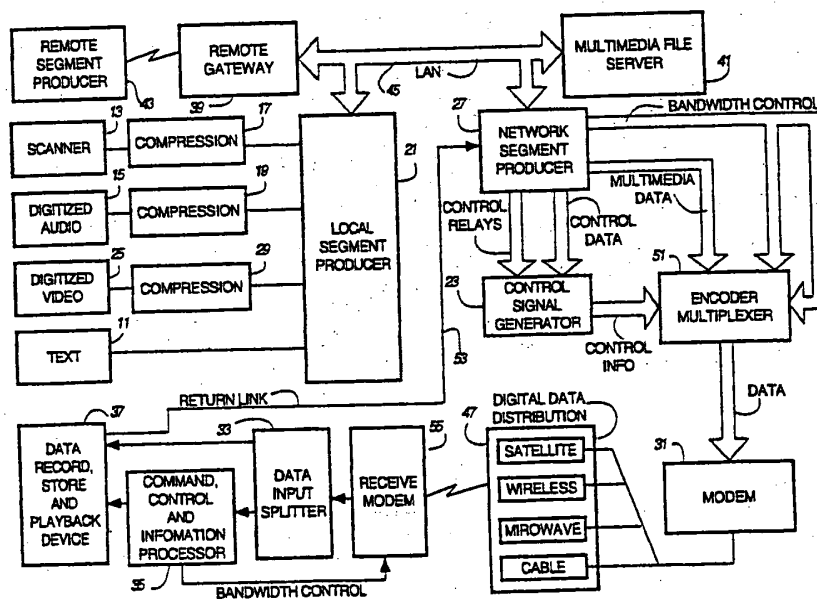 REMOTE
SEGMENT
PRODUCER
43
REMOTE
GATEWAY
39
LAN
45
MULTIMEDIA FILE
SERVER
41
BANDWIDTH CONTROL
13
SCANNER
17
COMPRESSION
21
LOCAL
SEGMENT
PRODUCER
27
NETWORK
SEGMENT
PRODUCER
15
DIGITIZED
AUDIO
19
COMPRESSION
CONTROL
RELAYS
CONTROL
DATA
MULTIMEDIA
DATA
25
DIGITIZED
VIDEO
29
COMPRESSION
23
CONTROL
SIGNAL
GENERATOR
51
ENCODER
MULTIPLEXER
11
TEXT
53
CONTROL
INFO
RETURN LINK
DATA
37
DATA
RECORD,
STORE
AND
PLAYBACK
DEVICE
33
DATA
INPUT
SPLITTER
55
RECEIVE
MODEM
47
DIGITAL DATA
DISTRIBUTION
SATELLITE
WIRELESS
MIROWAVE
CABLE
31
MODEM
COMMAND,
CONTROL
AND
INFOMATION
PROCESSOR
35
BANDWIDTH CONTROL